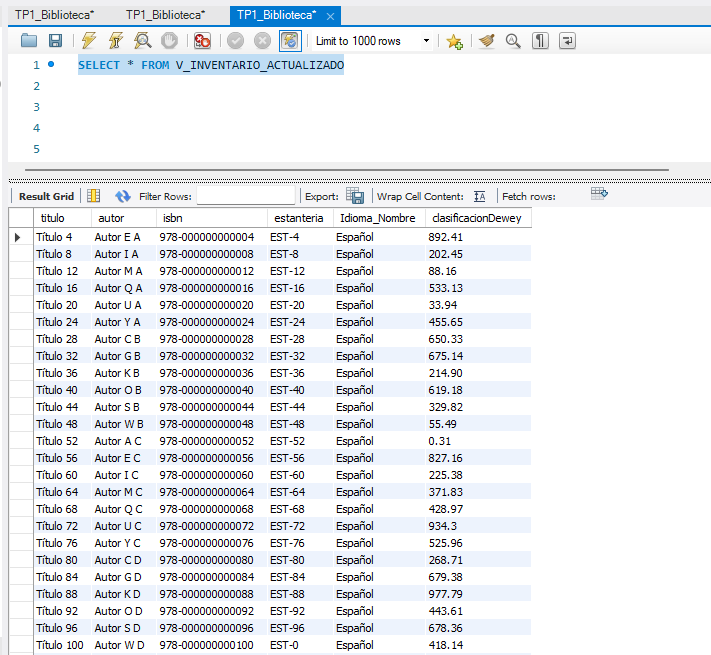 TP1_Biblioteca* TP1_Biblioteca* TP1_Biblioteca*
Limit to 1000 rows
1 SELECT * FROM V_INVENTARIO_ACTUALIZADO
2
3
4
5
Result Grid Filter Rows: Export: Wrap Cell Content: Fetch rows:
titulo autor isbn estanteria Idioma_Nombre clasificacionDewey
Título 4 Autor E A 978-000000000004 EST-4 Español 892.41
Título 8 Autor I A 978-000000000008 EST-8 Español 202.45
Título 12 Autor M A 978-000000000012 EST-12 Español 88.16
Título 16 Autor Q A 978-000000000016 EST-16 Español 533.13
Título 20 Autor U A 978-000000000020 EST-20 Español 33.94
Título 24 Autor Y A 978-000000000024 EST-24 Español 455.65
Título 28 Autor C B 978-000000000028 EST-28 Español 650.33
Título 32 Autor G B 978-000000000032 EST-32 Español 675.14
Título 36 Autor K B 978-000000000036 EST-36 Español 214.90
Título 40 Autor O B 978-000000000040 EST-40 Español 619.18
Título 44 Autor S B 978-000000000044 EST-44 Español 329.82
Título 48 Autor W B 978-000000000048 EST-48 Español 55.49
Título 52 Autor A C 978-000000000052 EST-52 Español 0.31
Título 56 Autor E C 978-000000000056 EST-56 Español 827.16
Título 60 Autor I C 978-000000000060 EST-60 Español 225.38
Título 64 Autor M C 978-000000000064 EST-64 Español 371.83
Título 68 Autor Q C 978-000000000068 EST-68 Español 428.97
Título 72 Autor U C 978-000000000072 EST-72 Español 934.3
Título 76 Autor Y C 978-000000000076 EST-76 Español 525.96
Título 80 Autor C D 978-000000000080 EST-80 Español 268.71
Título 84 Autor G D 978-000000000084 EST-84 Español 679.38
Título 88 Autor K D 978-000000000088 EST-88 Español 977.79
Título 92 Autor O D 978-000000000092 EST-92 Español 443.61
Título 96 Autor S D 978-000000000096 EST-96 Español 678.36
Título 100 Autor W D 978-000000000100 EST-0 Español 418.14